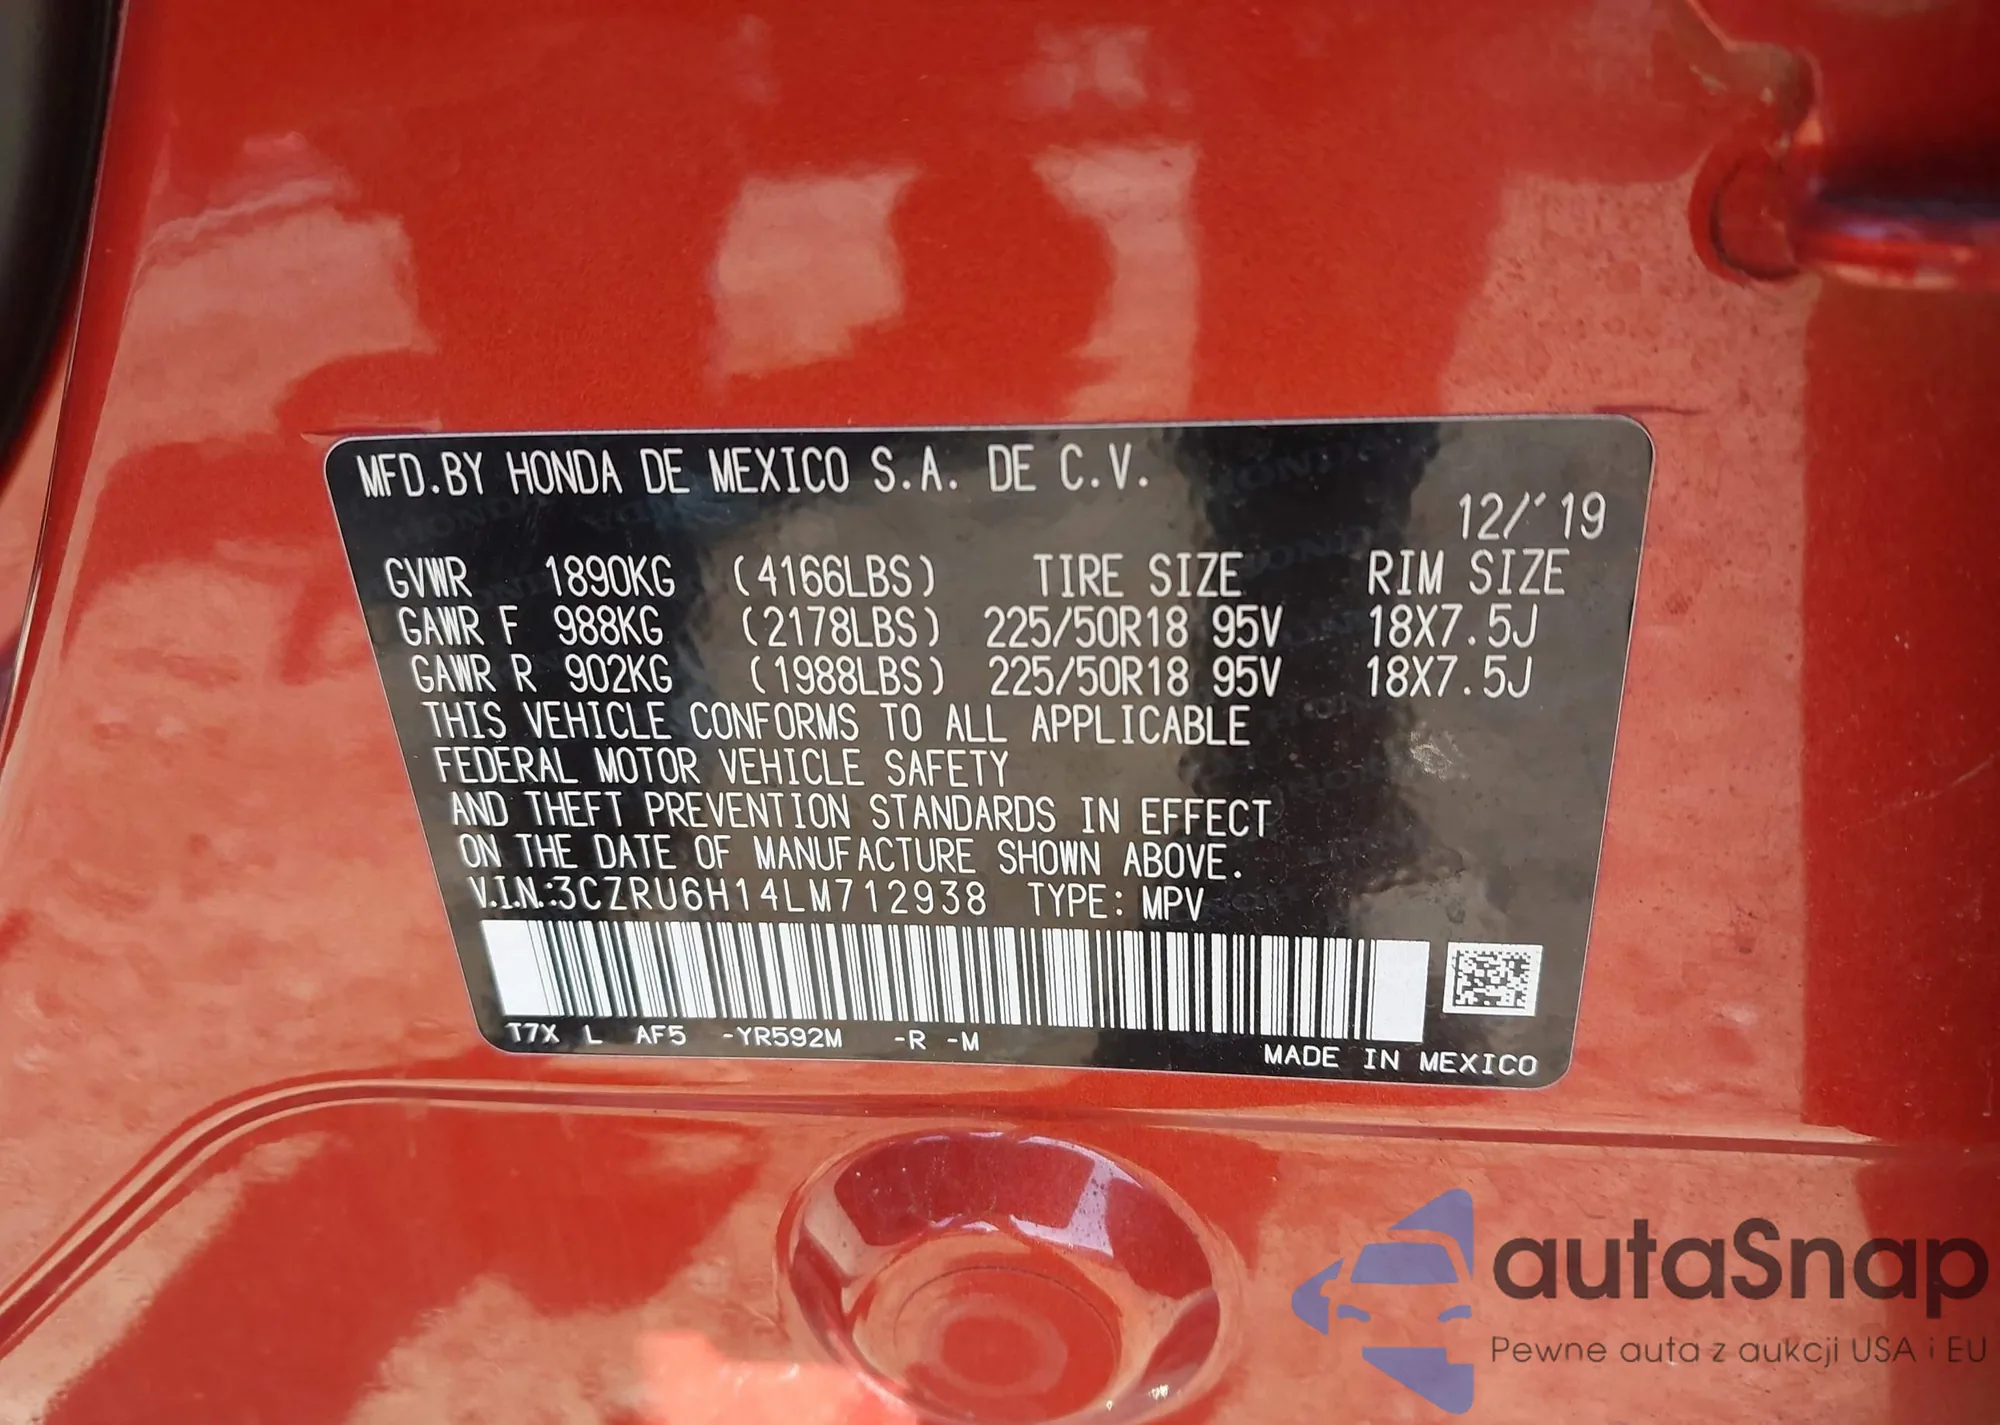 MFD.BY HONDA DE MEXICO S.A. DE C.V.
12/'19
GVWR 1890KG (4166LBS) TIRE SIZE RIM SIZE
GAWR F 988KG (2178LBS) 225/50R18 95V 18X7.5J
GAWR R 902KG (1988LBS) 225/50R18 95V 18X7.5J
THIS VEHICLE CONFORMS TO ALL APPLICABLE
FEDERAL MOTOR VEHICLE SAFETY
AND THEFT PREVENTION STANDARDS IN EFFECT
ON THE DATE OF MANUFACTURE SHOWN ABOVE.
V.I.N.:3CZRU6H14LM712938 TYPE: MPV
T7X L AF5 -YR592M -R -M
MADE IN MEXICO
autaSnap
Pewne auta z aukcji USA i EU